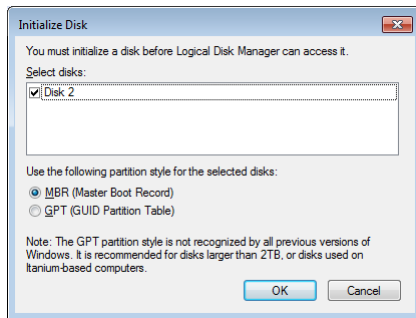 Initialize Disk
You must initialize a disk before Logical Disk Manager can access it.
Select disks:
Disk 2
Use the following partition style for the selected disks:
MBR (Master Boot Record)
GPT (GUID Partition Table)
Note: The GPT partition style is not recognized by all previous versions of
Windows. It is recommended for disks larger than 2TB, or disks used on
Itanium-based computers.
OK Cancel